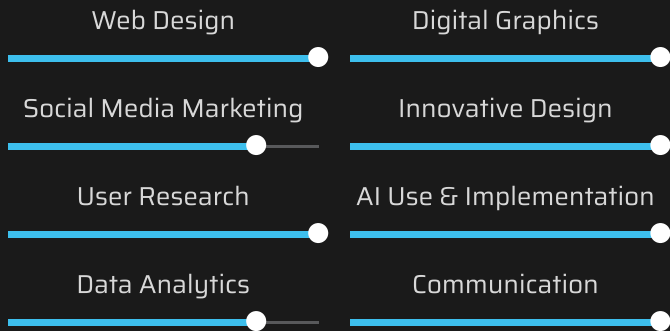 Web Design
Digital Graphics
Social Media Marketing
Innovative Design
User Research
AI Use & Implementation
Data Analytics
Communication